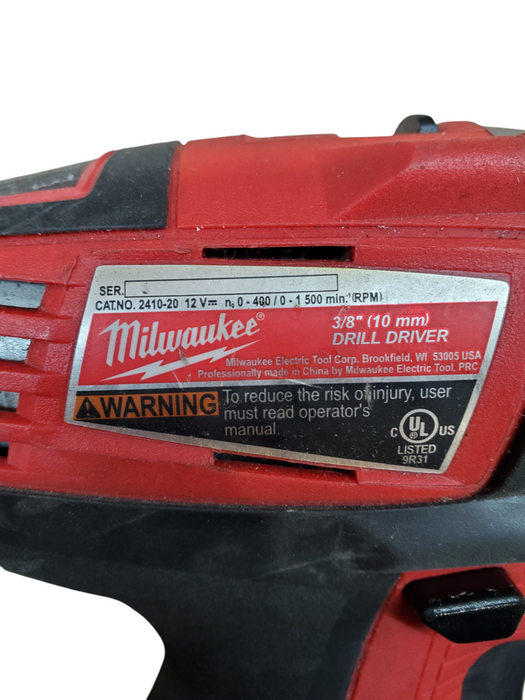 SER.
CAT.NO. 2410-20 12 V⎓ n₀ 0 - 400 / 0 - 1 500 min.⁻¹(RPM)
Milwaukee®
3/8" (10 mm)
DRILL DRIVER
Milwaukee Electric Tool Corp. Brookfield, WI 53005 USA
Professionally made in China by Milwaukee Electric Tool, PRC
WARNING
To reduce the risk of injury, user
must read operator's
manual.
C UL US
LISTED
9R31